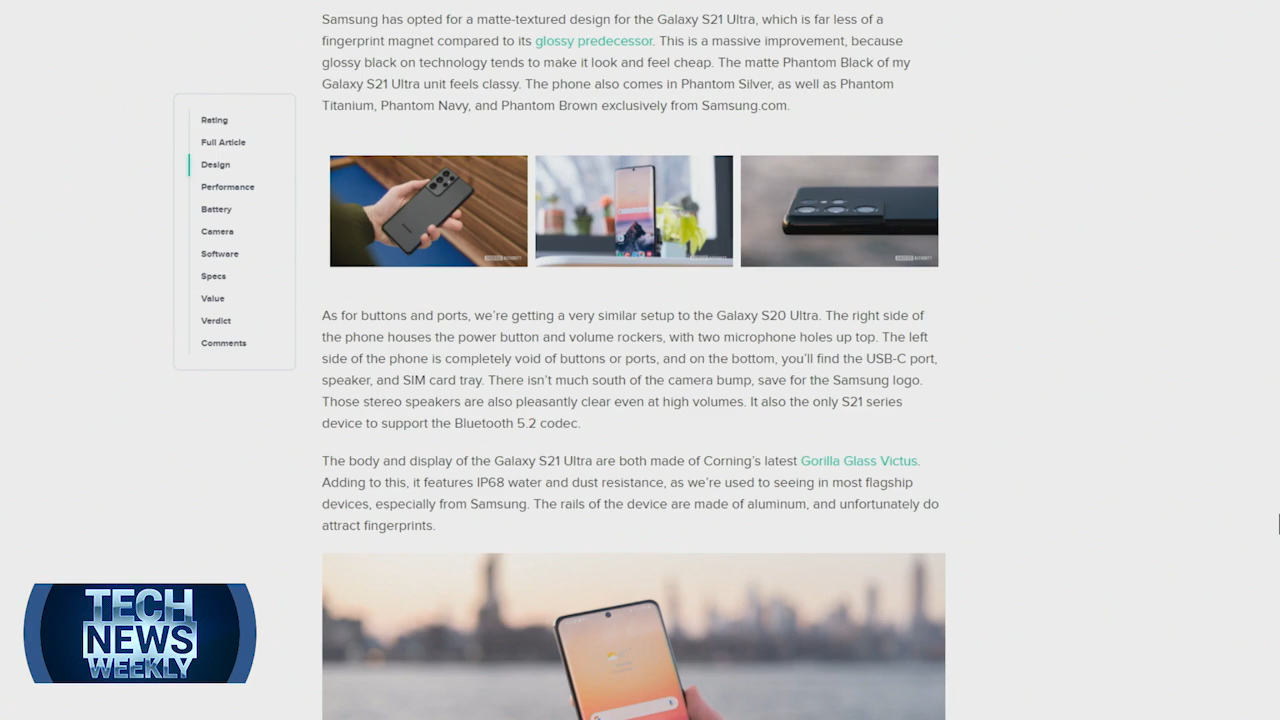 Samsung has opted for a matte-textured design for the Galaxy S21 Ultra, which is far less of a
fingerprint magnet compared to its glossy predecessor. This is a massive improvement, because
glossy black on technology tends to make it look and feel cheap. The matte Phantom Black of my
Galaxy S21 Ultra unit feels classy. The phone also comes in Phantom Silver, as well as Phantom
Titanium, Phantom Navy, and Phantom Brown exclusively from Samsung.com.
Rating
Full Article
Design
Performance
Battery
Camera
Software
Specs
Value
Verdict
Comments
As for buttons and ports, we're getting a very similar setup to the Galaxy S20 Ultra. The right side of
the phone houses the power button and volume rockers, with two microphone holes up top. The left
side of the phone is completely void of buttons or ports, and on the bottom, you'll find the USB-C port,
speaker, and SIM card tray. There isn't much south of the camera bump, save for the Samsung logo.
Those stereo speakers are also pleasantly clear even at high volumes. It also the only S21 series
device to support the Bluetooth 5.2 codec.
The body and display of the Galaxy S21 Ultra are both made of Corning's latest Gorilla Glass Victus.
Adding to this, it features IP68 water and dust resistance, as we're used to seeing in most flagship
devices, especially from Samsung. The rails of the device are made of aluminum, and unfortunately do
attract fingerprints.
TECH
NEWS
WEEKLY